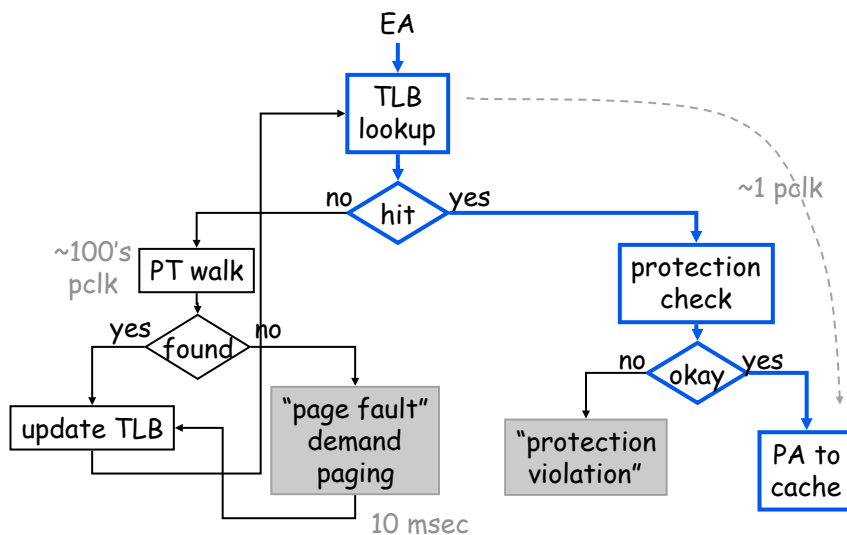 EA
TLB
lookup
no
hit
yes
~1 pclk
~100's
pclk
PT walk
protection
check
yes
found
no
no
okay
yes
update TLB
“page fault”
demand
paging
“protection
violation”
PA to
cache
10 msec